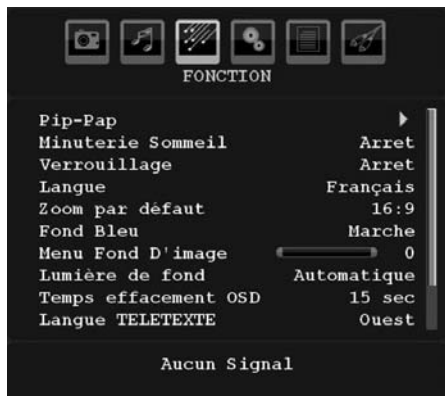 FONCTION
Pip-Pap
Minuterie Sommeil Arret
Verrouillage Arret
Langue Français
Zoom par défaut 16:9
Fond Bleu Marche
Menu Fond D'image 0
Lumière de fond Automatique
Temps effacement OSD 15 sec
Langue TELETEXTE Ouest
Aucun Signal